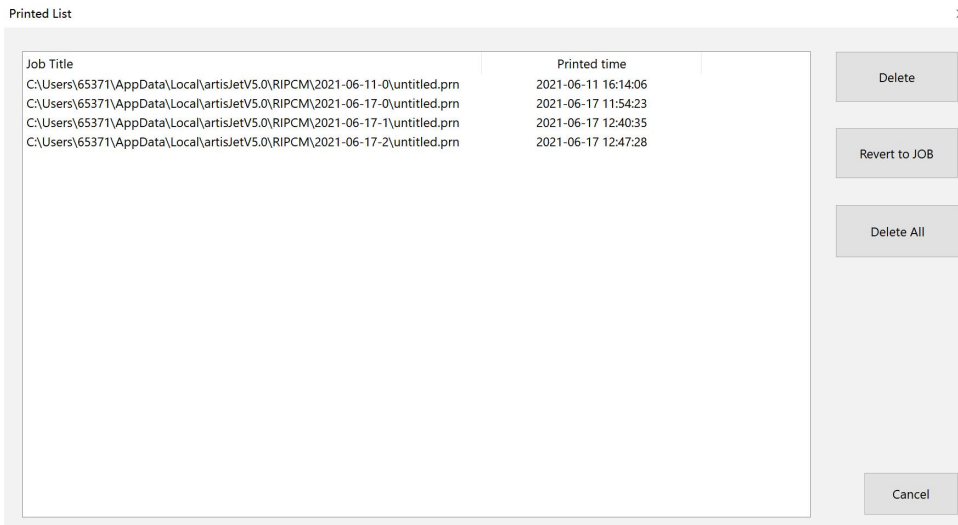 Printed List
Job Title Printed time
C:\Users\65371\AppData\Local\artisJetV5.0\RIPCM\2021-06-11-0\untitled.prn 2021-06-11 16:14:06
C:\Users\65371\AppData\Local\artisJetV5.0\RIPCM\2021-06-17-0\untitled.prn 2021-06-17 11:54:23
C:\Users\65371\AppData\Local\artisJetV5.0\RIPCM\2021-06-17-1\untitled.prn 2021-06-17 12:40:35
C:\Users\65371\AppData\Local\artisJetV5.0\RIPCM\2021-06-17-2\untitled.prn 2021-06-17 12:47:28
Delete
Revert to JOB
Delete All
Cancel